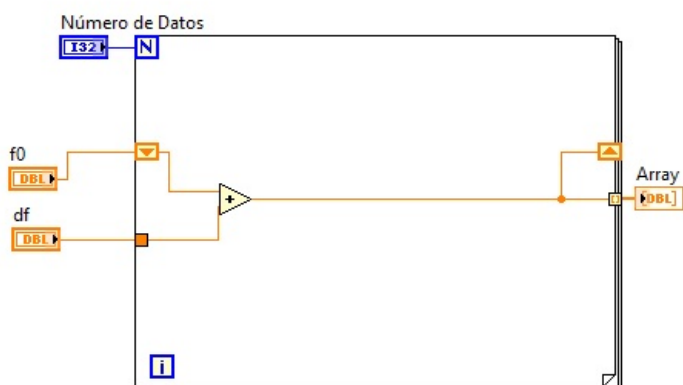 Número de Datos
I32
N
f0
DBL
df
DBL
+
Array
[DBL]
i